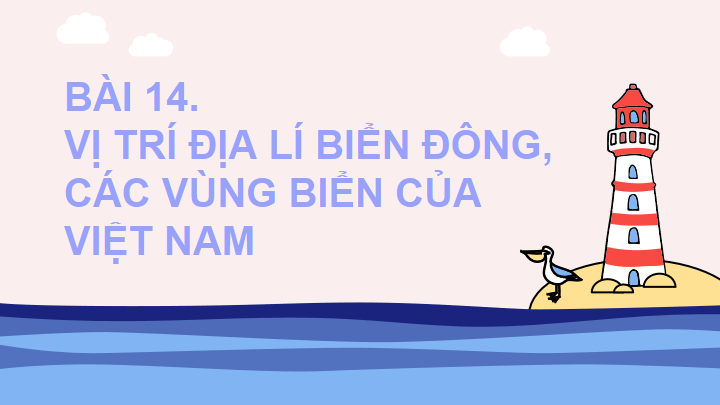 BÀI 14.
VỊ TRÍ ĐỊA LÍ BIỂN ĐÔNG,
CÁC VÙNG BIỂN CỦA
VIỆT NAM